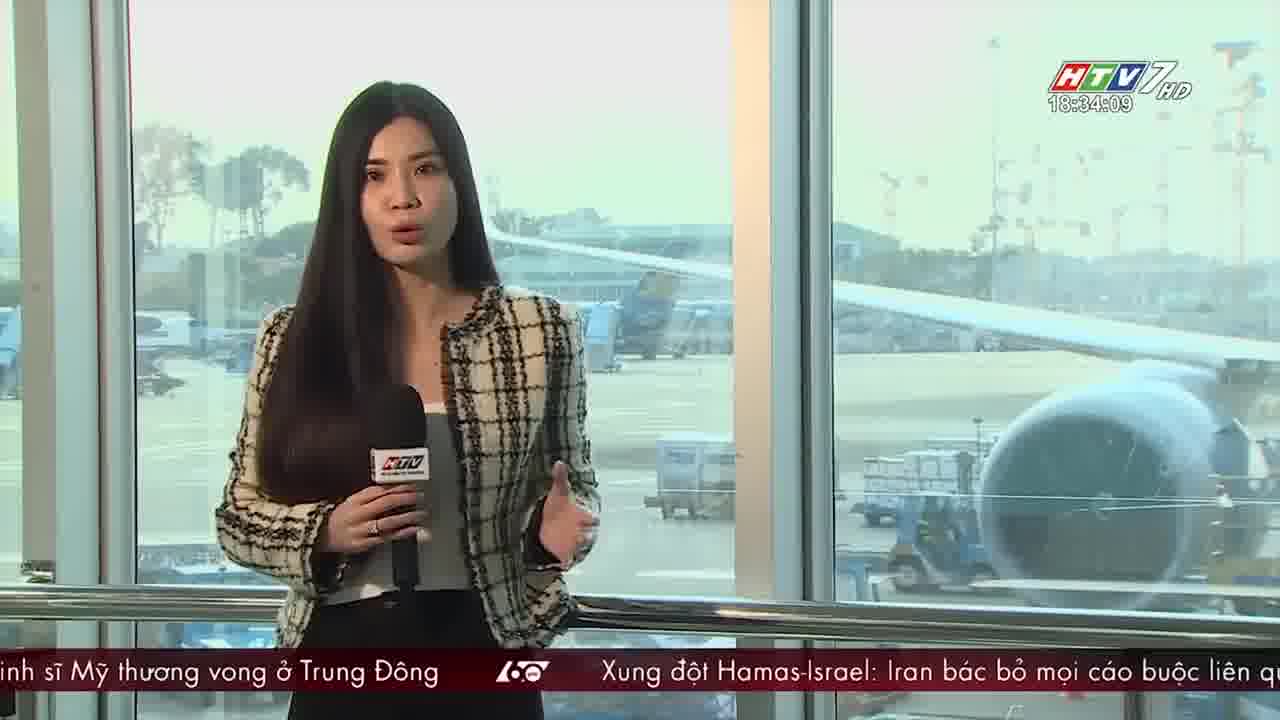 HTV7 HD
18:34:09
HTV
inh sĩ Mỹ thương vong ở Trung Đông
60 Xung đột Hamas-Israel: Iran bác bỏ mọi cáo buộc liên qu